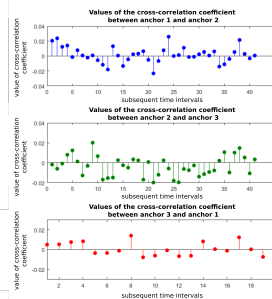 Values of the cross-correlation coefficient
between anchor 1 and anchor 2
value of cross-correlation
coefficient
0.04
0.02
0
-0.02
-0.04
0 5 10 15 20 25 30 35 40
subsequent time intervals
Values of the cross-correlation coefficient
between anchor 2 and anchor 3
value of cross-correlation
coefficient
0.04
0.02
0
-0.02
0 5 10 15 20 25 30 35 40
subsequent time intervals
Values of the cross-correlation coefficient
between anchor 3 and anchor 1
value of cross-correlation
coefficient
0.02
0
-0.02
2 4 6 8 10 12 14 16 18
subsequent time intervals